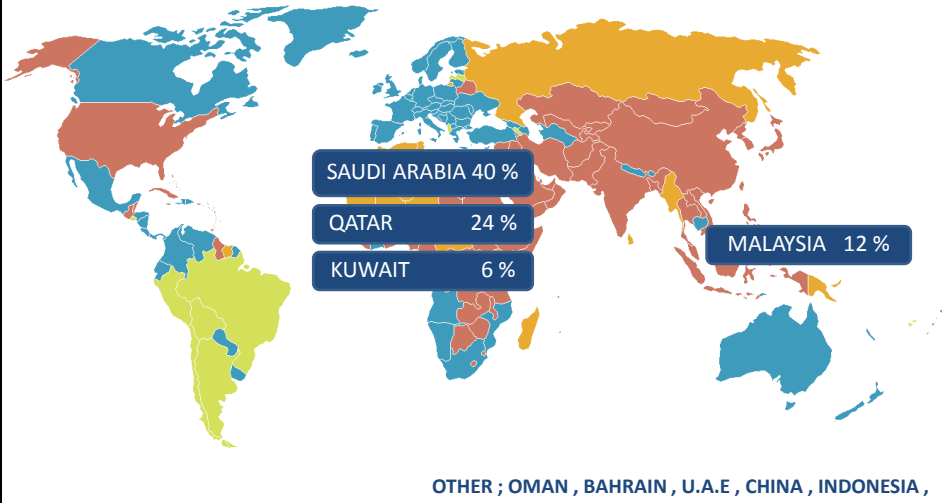 SAUDI ARABIA 40 %
QATAR 24 %
KUWAIT 6 %
MALAYSIA 12 %
OTHER ; OMAN , BAHRAIN , U.A.E , CHINA , INDONESIA ,